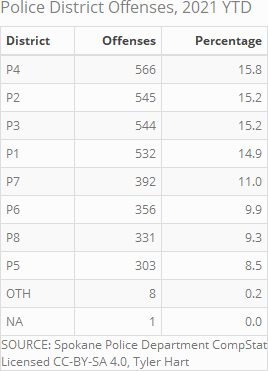 Police District Offenses, 2021 YTD
District Offenses Percentage
P4 566 15.8
P2 545 15.2
P3 544 15.2
P1 532 14.9
P7 392 11.0
P6 356 9.9
P8 331 9.3
P5 303 8.5
OTH 8 0.2
NA 1 0.0
SOURCE: Spokane Police Department CompStat
Licensed CC-BY-SA 4.0, Tyler Hart